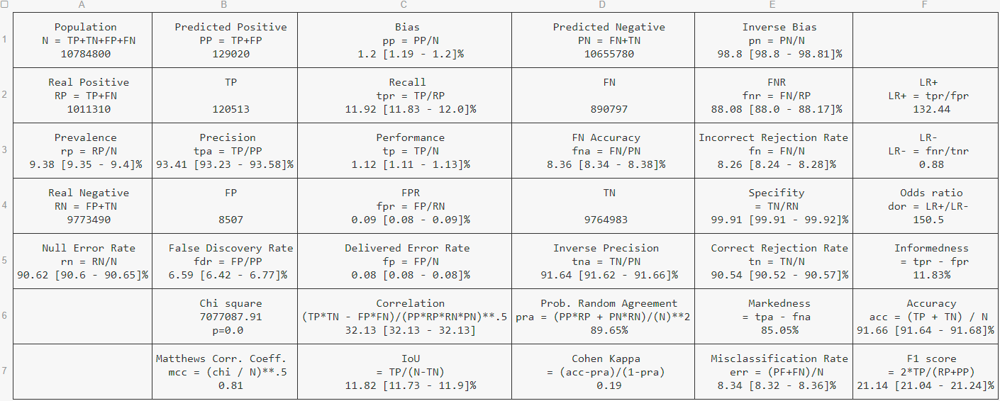 A B C D E F
1
Population
N = TP+TN+FP+FN
10784800
Predicted Positive
PP = TP+FP
129020
Bias
pp = PP/N
1.2 [1.19 - 1.2]%
Predicted Negative
PN = FN+TN
10655780
Inverse Bias
pn = PN/N
98.8 [98.8 - 98.81]%
2
Real Positive
RP = TP+FN
1011310
TP
120513
Recall
tpr = TP/RP
11.92 [11.83 - 12.0]%
FN
890797
FNR
fnr = FN/RP
88.08 [88.0 - 88.17]%
LR+
LR+ = tpr/fpr
132.44
3
Prevalence
rp = RP/N
9.38 [9.35 - 9.4]%
Precision
tpa = TP/PP
93.41 [93.23 - 93.58]%
Performance
tp = TP/N
1.12 [1.11 - 1.13]%
FN Accuracy
fna = FN/PN
8.36 [8.34 - 8.38]%
Incorrect Rejection Rate
fn = FN/N
8.26 [8.24 - 8.28]%
LR-
LR- = fnr/tnr
0.88
4
Real Negative
RN = FP+TN
9773490
FP
8507
FPR
fpr = FP/RN
0.09 [0.08 - 0.09]%
TN
9764983
Specifity
= TN/RN
99.91 [99.91 - 99.92]%
Odds ratio
dor = LR+/LR-
150.5
5
Null Error Rate
rn = RN/N
90.62 [90.6 - 90.65]%
False Discovery Rate
fdr = FP/PP
6.59 [6.42 - 6.77]%
Delivered Error Rate
fp = FP/N
0.08 [0.08 - 0.08]%
Inverse Precision
tna = TN/PN
91.64 [91.62 - 91.66]%
Correct Rejection Rate
tn = TN/N
90.54 [90.52 - 90.57]%
Informedness
= tpr - fpr
11.83%
6
Chi square
7077087.91
p=0.0
Correlation
(TP*TN - FP*FN)/(PP*RP*RN*PN)**.5
32.13 [32.13 - 32.13]
Prob. Random Agreement
pra = (PP*RP + PN*RN)/(N)**2
89.65%
Markedness
= tpa - fna
85.05%
Accuracy
acc = (TP + TN) / N
91.66 [91.64 - 91.68]%
7
Matthews Corr. Coeff.
mcc = (chi / N)**.5
0.81
IoU
= TP/(N-TN)
11.82 [11.73 - 11.9]%
Cohen Kappa
= (acc-pra)/(1-pra)
0.19
Misclassification Rate
err = (PF+FN)/N
8.34 [8.32 - 8.36]%
F1 score
= 2*TP/(RP+PP)
21.14 [21.04 - 21.24]%